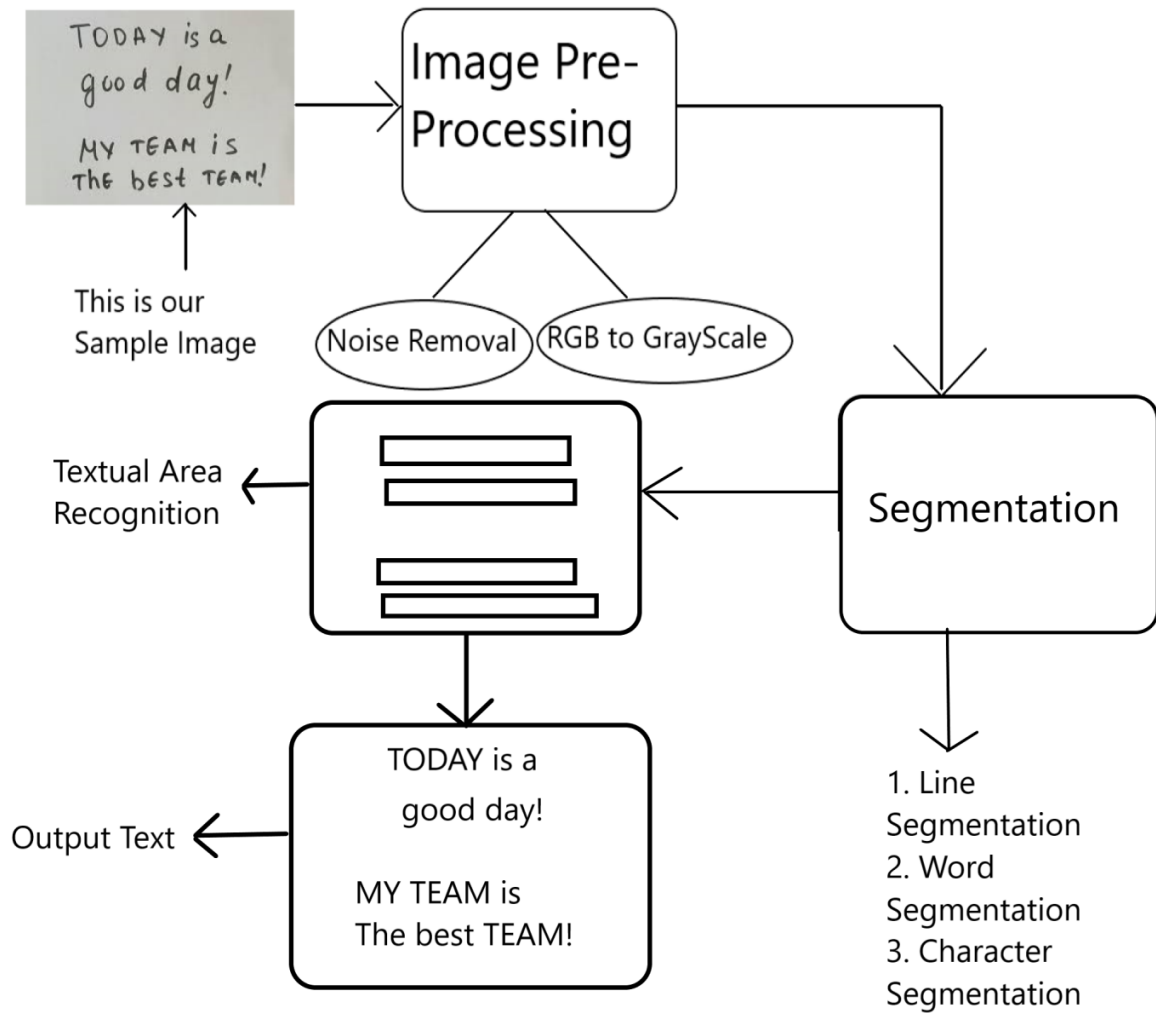 TODAY is a
good day!
MY TEAM is
ThE bESt TEAM!
This is our
Sample Image
Image Pre-
Processing
Noise Removal
RGB to GrayScale
Segmentation
1. Line
Segmentation
2. Word
Segmentation
3. Character
Segmentation
Textual Area
Recognition
TODAY is a
good day!
MY TEAM is
The best TEAM!
Output Text